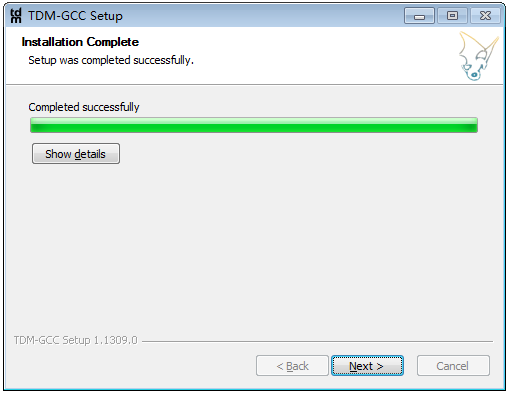 tdm TDM-GCC Setup
Installation Complete
Setup was completed successfully.
Completed successfully
Show details
TDM-GCC Setup 1.1309.0
< Back Next > Cancel